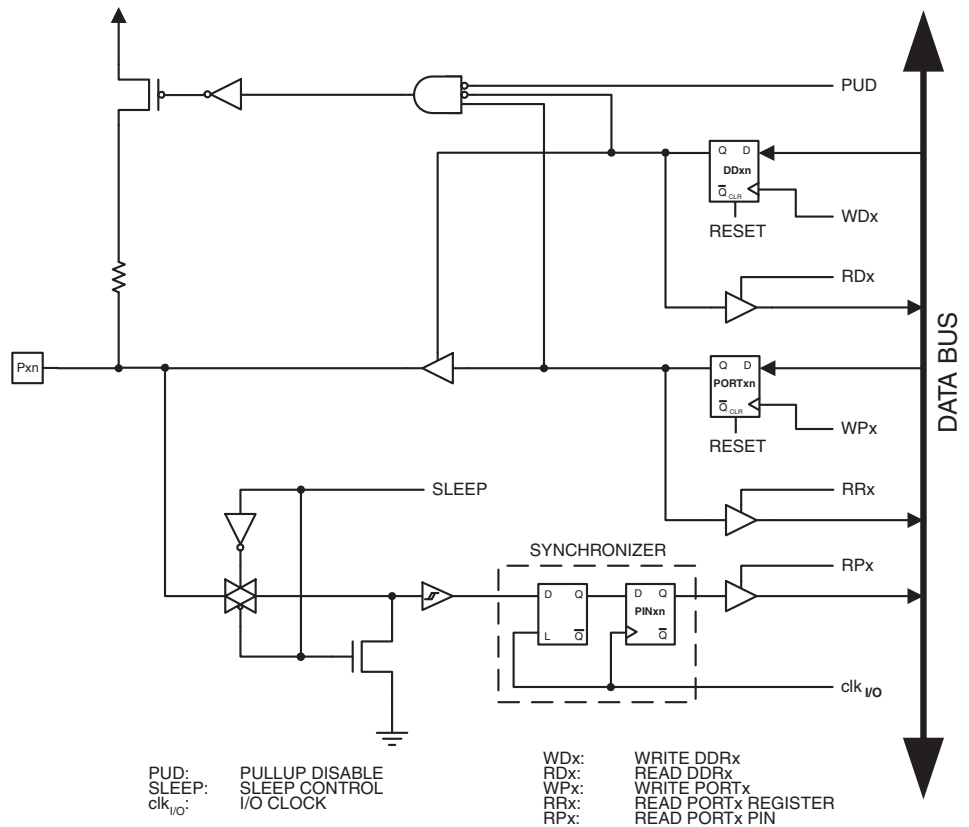 PUD
Q D
DDxn
Q CLR
WDx
RESET
RDx
Pxn
Q D
PORTxn
Q CLR
WPx
RESET
DATA BUS
SLEEP
RRx
SYNCHRONIZER
RPx
D Q
L Q
D Q
PINxn
Q
clk I/O
PUD: PULLUP DISABLE
SLEEP: SLEEP CONTROL
clk I/O: I/O CLOCK
WDx: WRITE DDRx
RDx: READ DDRx
WPx: WRITE PORTx
RRx: READ PORTx REGISTER
RPx: READ PORTx PIN